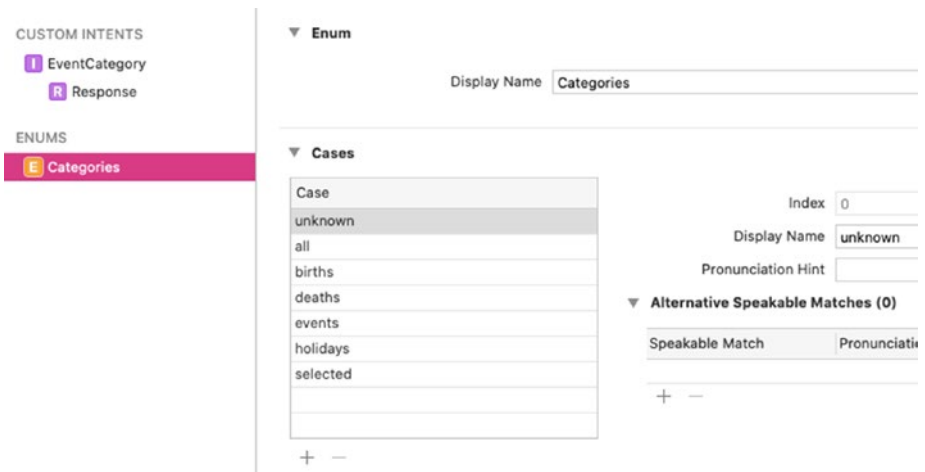 CUSTOM INTENTS
I EventCategory
R Response
ENUMS
E Categories
Enum
Display Name Categories
Cases
Case
unknown
all
births
deaths
events
holidays
selected
Index 0
Display Name unknown
Pronunciation Hint
Alternative Speakable Matches (0)
Speakable Match